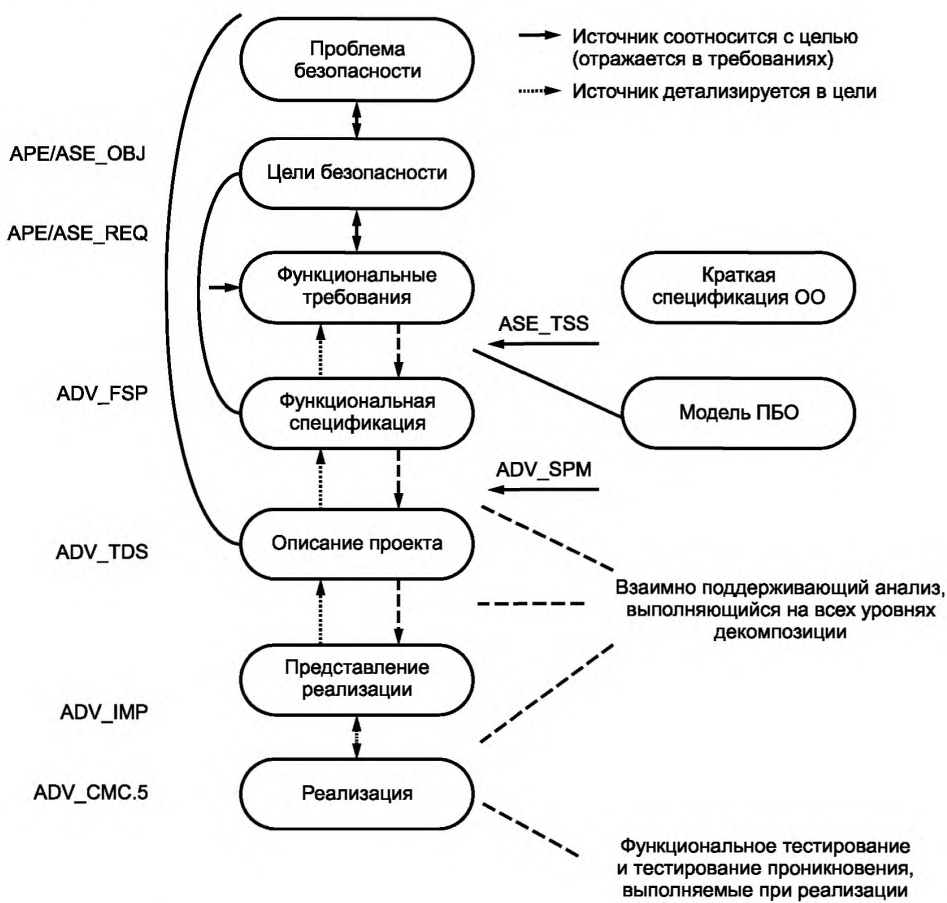 Проблема
безопасности
Источник соотносится с целью
(отражается в требованиях)
Источник детализируется в цели
APE/ASE_OBJ
Цели безопасности
APE/ASE_REQ
Функциональные
требования
Краткая
спецификация ОО
ASE_TSS
ADV_FSP
Функциональная
спецификация
Модель ПБО
ADV_SPM
ADV_TDS
Описание проекта
Взаимно поддерживающий анализ,
выполняющийся на всех уровнях
декомпозиции
Представление
реализации
ADV_IMP
ADV_CMC.5
Реализация
Функциональное тестирование
и тестирование проникновения,
выполняемые при реализации